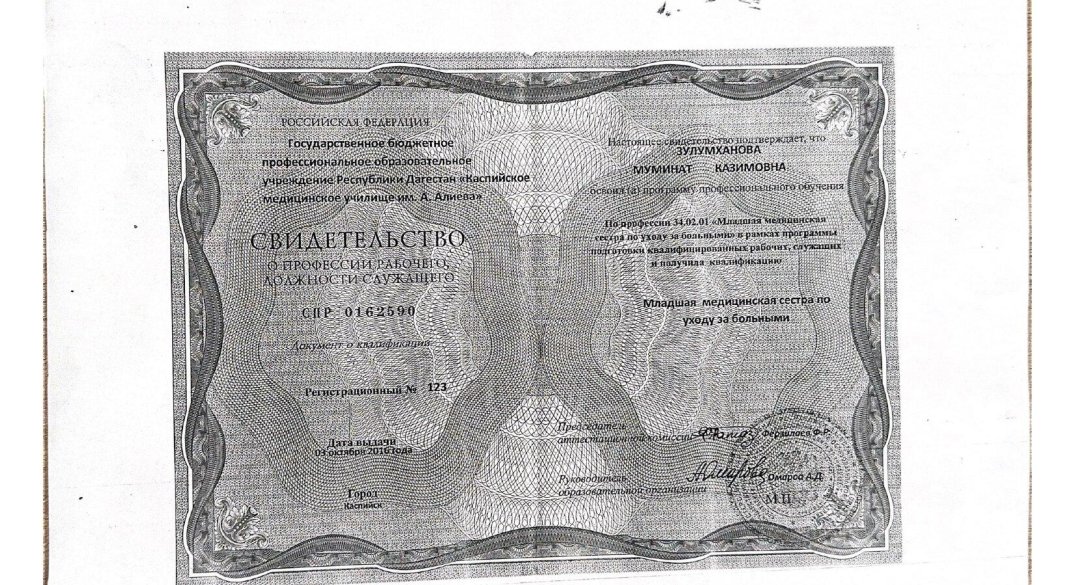 РОССИЙСКАЯ ФЕДЕРАЦИЯ
Государственное бюджетное
профессиональное образовательное
учреждение Республики Дагестан «Каспийское
медицинское училище им. А. Алиева»
СВИДЕТЕЛЬСТВО
О ПРОФЕССИИ РАБОЧЕГО,
ДОЛЖНОСТИ СЛУЖАЩЕГО
СПР 0162590
Документ о квалификации
Регистрационный № 123
Дата выдачи
03 октября 2016 года
Город
Каспийск
Настоящее свидетельство подтверждает, что
ЗУЛУМХАНОВА
МУМИНАТ КАЗИМОВНА
освоил(а) программу профессионального обучения
По профессии 34.02.01 «Младшая медицинская
сестра по уходу за больными» в рамках программы
подготовки квалифицированных рабочих, служащих
и получила квалификацию
Младшая медицинская сестра по
уходу за больными
Председатель
аттестационной комиссии
Руководитель
образовательной организации Омаров А.Д.
М.П.